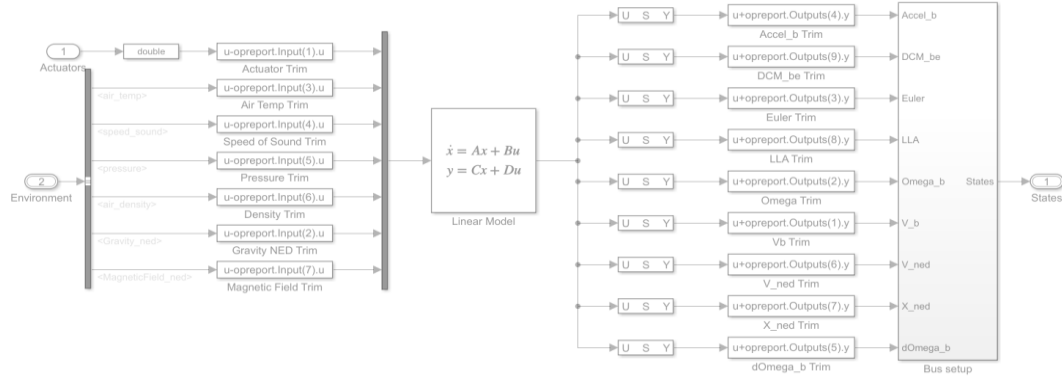 1
Actuators
double
u-opreport.Input(1).u
Actuator Trim
<air_temp>
u-opreport.Input(3).u
Air Temp Trim
<speed_sound>
u-opreport.Input(4).u
Speed of Sound Trim
<pressure>
u-opreport.Input(5).u
Pressure Trim
2
Environment
<air_density>
u-opreport.Input(6).u
Density Trim
<Gravity_ned>
u-opreport.Input(2).u
Gravity NED Trim
<MagneticField_ned>
u-opreport.Input(7).u
Magnetic Field Trim
ẋ = Ax + Bu
y = Cx + Du
Linear Model
U S Y
u+opreport.Outputs(4).y
Accel_b Trim
Accel_b
U S Y
u+opreport.Outputs(9).y
DCM_be Trim
DCM_be
U S Y
u+opreport.Outputs(3).y
Euler Trim
Euler
U S Y
u+opreport.Outputs(8).y
LLA Trim
LLA
U S Y
u+opreport.Outputs(2).y
Omega Trim
Omega_b
U S Y
u+opreport.Outputs(1).y
Vb Trim
V_b
U S Y
u+opreport.Outputs(6).y
V_ned Trim
V_ned
U S Y
u+opreport.Outputs(7).y
X_ned Trim
X_ned
U S Y
u+opreport.Outputs(5).y
dOmega_b Trim
dOmega_b
States
Bus setup
1
States